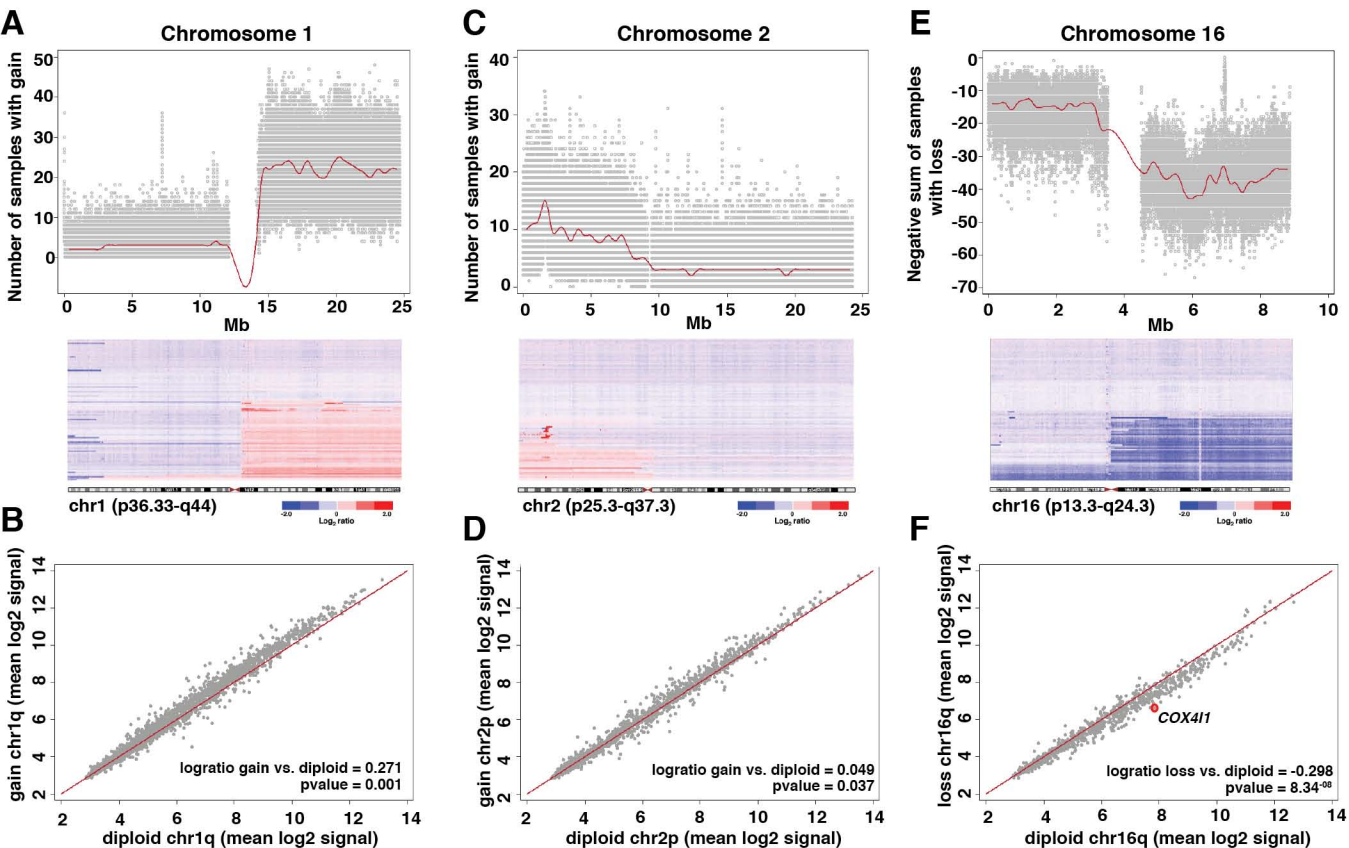 A
Chromosome 1
Number of samples with gain
50
40
30
20
10
0
0 5 10 15 20 25
Mb
chr1 (p36.33-q44)
-2.0 0 2.0
Log2 ratio
B
gain chr1q (mean log2 signal)
14
12
10
8
6
4
2
logratio gain vs. diploid = 0.271
pvalue = 0.001
2 4 6 8 10 12 14
diploid chr1q (mean log2 signal)
C
Chromosome 2
Number of samples with gain
40
30
20
10
0
0 5 10 15 20 25
Mb
chr2 (p25.3-q37.3)
-2.0 0 2.0
Log2 ratio
D
gain chr2p (mean log2 signal)
14
12
10
8
6
4
2
logratio gain vs. diploid = 0.049
pvalue = 0.037
2 4 6 8 10 12 14
diploid chr2p (mean log2 signal)
E
Chromosome 16
Negative sum of samples
with loss
0
-10
-20
-30
-40
-50
-60
-70
0 2 4 6 8 10
Mb
chr16 (p13.3-q24.3)
-2.0 0 2.0
Log2 ratio
F
loss chr16q (mean log2 signal)
14
12
10
8
6
4
2
COX4I1
logratio loss vs. diploid = -0.298
pvalue = 8.34-08
2 4 6 8 10 12 14
diploid chr16q (mean log2 signal)